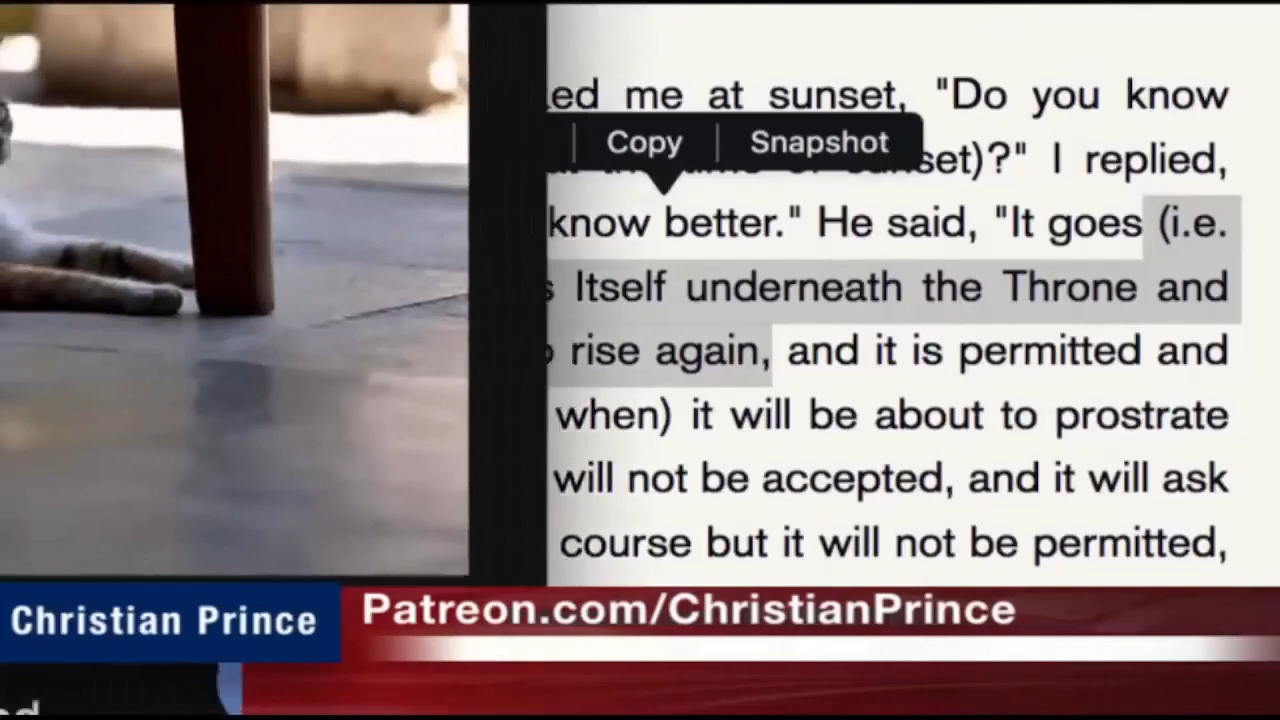 me at sunset, "Do you know
Copy Snapshot
I replied,
know better." He said, "It goes (i.e.
Itself underneath the Throne and
rise again, and it is permitted and
when) it will be about to prostrate
will not be accepted, and it will ask
course but it will not be permitted,
Christian Prince
Patreon.com/ChristianPrince